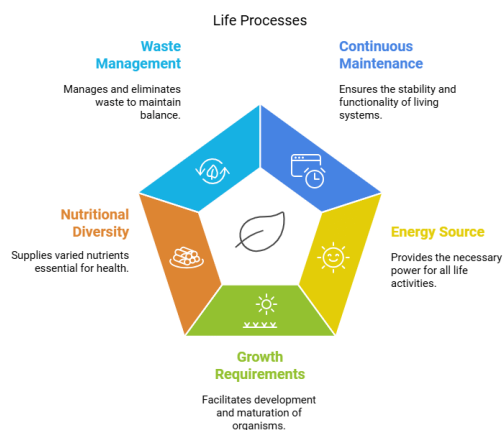 Life Processes
Waste
Management
Manages and eliminates
waste to maintain
balance.
Continuous
Maintenance
Ensures the stability and
functionality of living
systems.
Nutritional
Diversity
Supplies varied nutrients
essential for health.
Energy Source
Provides the necessary
power for all life
activities.
Growth
Requirements
Facilitates development
and maturation of
organisms.